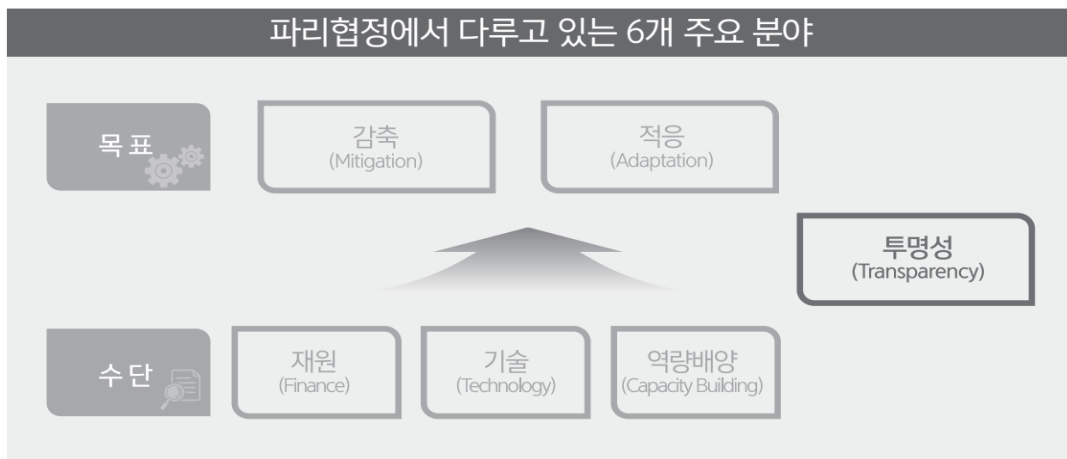 파리협정에서 다루고 있는 6개 주요 분야
목 표
감축
(Mitigation)
적응
(Adaptation)
투명성
(Transparency)
수 단
재원
(Finance)
기술
(Technology)
역량배양
(Capacity Building)